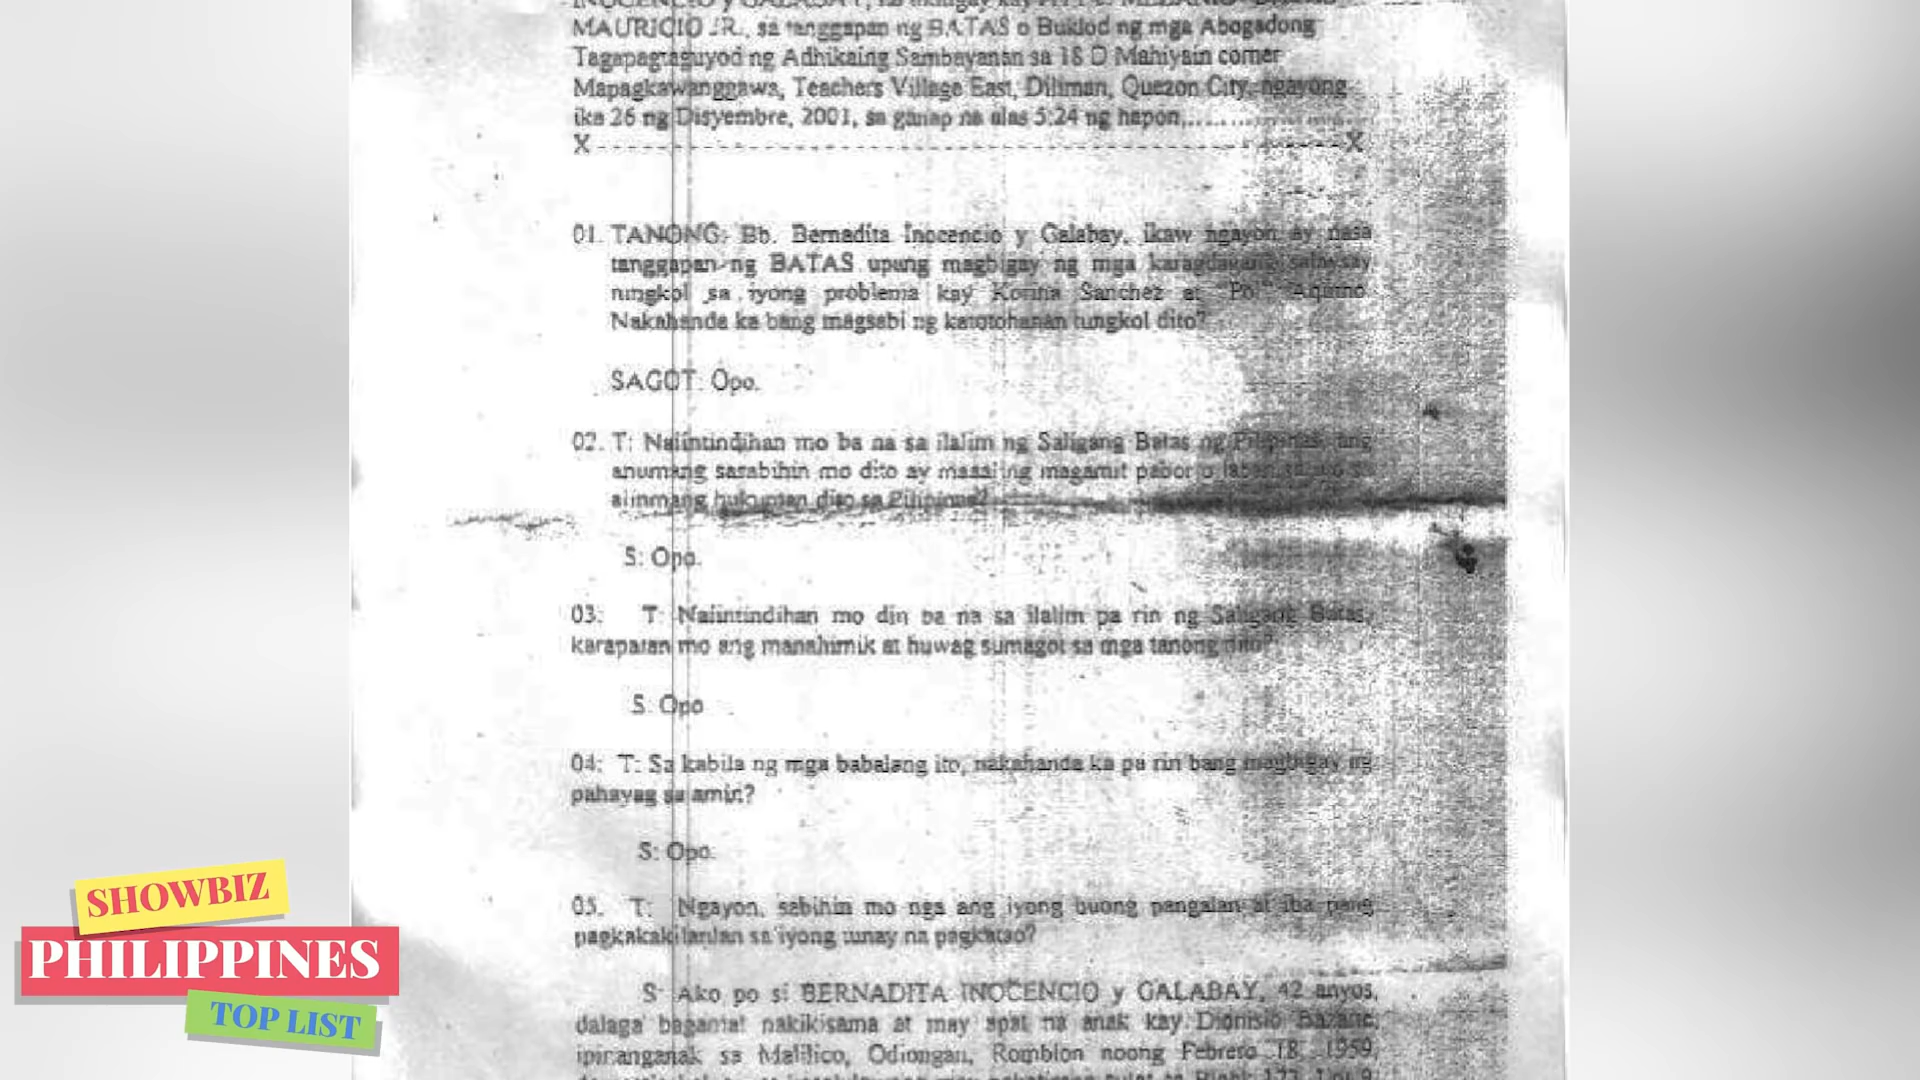 MAURICIO JR., sa tanggapan ng BATAS o Buklod ng mga Abogadong
Tagapagtaguyod ng Adhikaing Sambayanan sa 18 D Mahiyain corner
Mapagkawanggawa, Teachers Village East, Diliman, Quezon City, ngayong
ika 26 ng Disyembre, 2001, sa ganap na alas 5:24 ng hapon,
X - - - - - - - - - - - - - - - - - - - - - - - - - - - - - - - - - - - X
01. TANONG: Bb. Bernadita Inocencio y Galabay, ikaw ngayon ay nasa
tanggapan ng BATAS upang magbigay ng mga karagdagang salaysay
tungkol sa iyong problema kay Korina Sanchez at "Pol" Aquino.
Nakahanda ka bang magsabi ng katotohanan tungkol dito?
SAGOT: Opo.
02. T: Naiintindihan mo ba na sa ilalim ng Saligang Batas ng Pilipinas, ang
anumang sasabihin mo dito ay maaaring magamit pabor o laban sa iyo sa
alinmang hukuman dito sa Pilipinas?
S: Opo.
03. T: Naiintindihan mo din ba na sa ilalim pa rin ng Saligang Batas,
karapatan mo ang manahimik at huwag sumagot sa mga tanong dito?
S: Opo
04: T: Sa kabila ng mga babalang ito, nakahanda ka pa rin bang magbigay ng
pahayag sa amin?
S: Opo.
05. T: Ngayon, sabihin mo nga ang iyong buong pangalan at iba pang
pagkakakilanlan sa iyong tunay na pagkatao?
S: Ako po si BERNADITA INOCENCIO y GALABAY, 42 anyos,
dalaga bagamat nakikisama at may apat na anak kay Dionisio
ipinanganak sa Malilico, Odiongan, Romblon noong Febrero 18, 1959,
SHOWBIZ
PHILIPPINES
TOP LIST